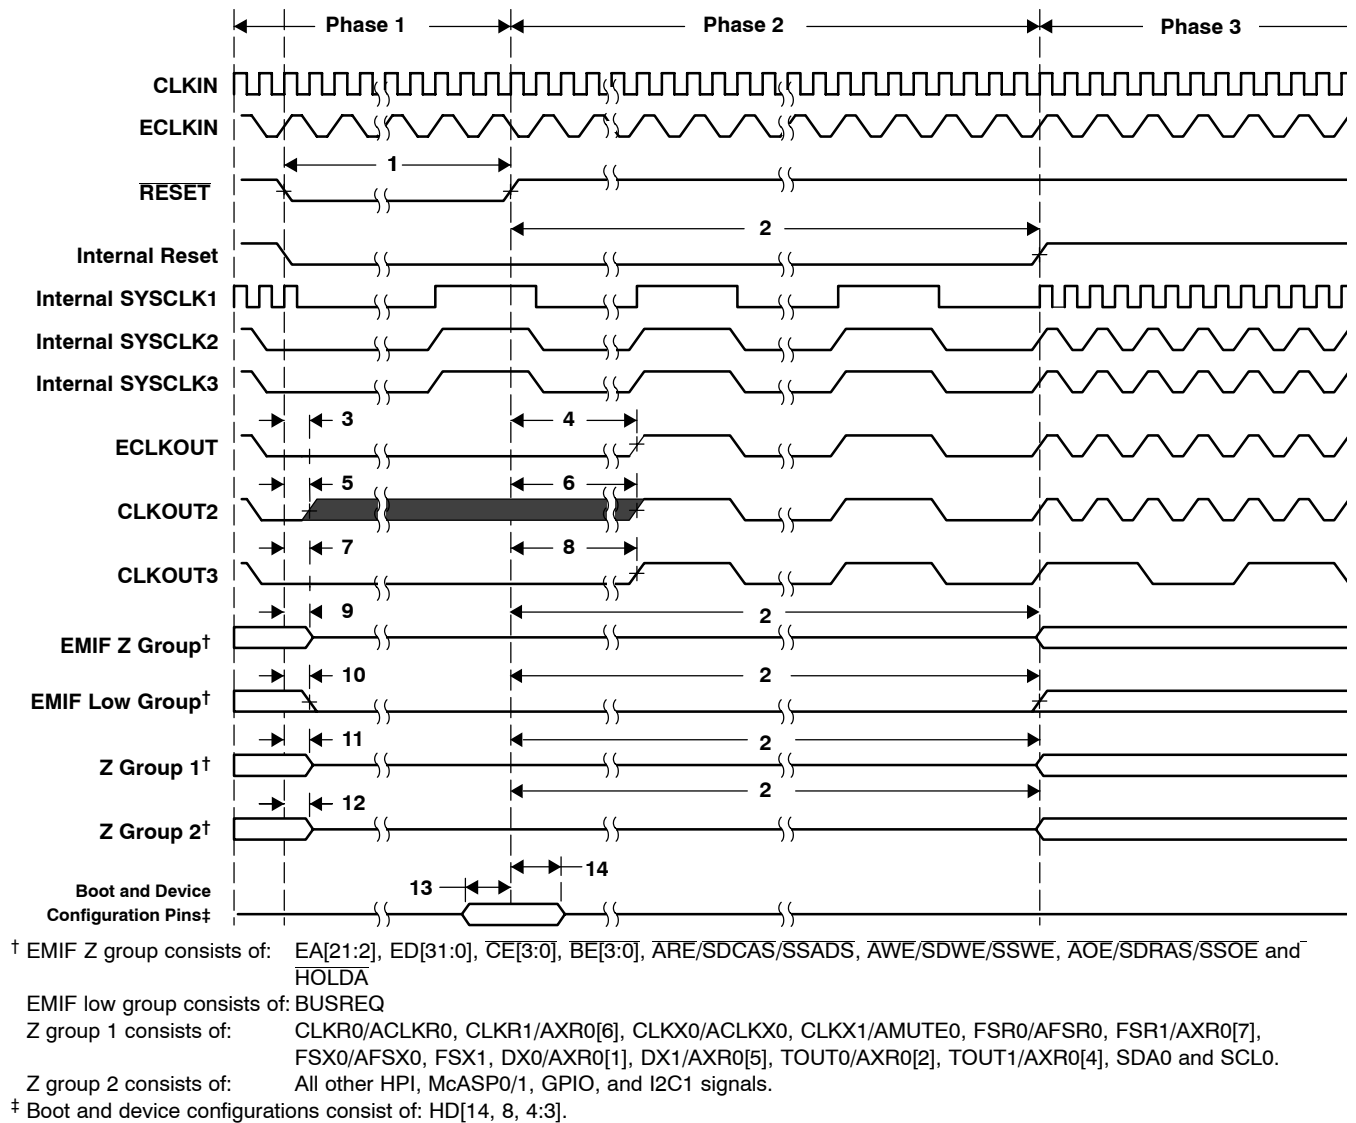 Phase 1 Phase 2 Phase 3
CLKIN
ECLKIN
1
RESET
2
Internal Reset
Internal SYSCLK1
Internal SYSCLK2
Internal SYSCLK3
3 4
ECLKOUT
5 6
CLKOUT2
7 8
CLKOUT3
9 2
EMIF Z Group†
10 2
EMIF Low Group†
11 2
Z Group 1†
2
12
Z Group 2†
14
13
Boot and Device
Configuration Pins‡
† EMIF Z group consists of: EA[21:2], ED[31:0], CE[3:0], BE[3:0], ARE/SDCAS/SSADS, AWE/SDWE/SSWE, AOE/SDRAS/SSOE and
HOLDA
EMIF low group consists of: BUSREQ
Z group 1 consists of: CLKR0/ACLKR0, CLKR1/AXR0[6], CLKX0/ACLKX0, CLKX1/AMUTE0, FSR0/AFSR0, FSR1/AXR0[7],
FSX0/AFSX0, FSX1, DX0/AXR0[1], DX1/AXR0[5], TOUT0/AXR0[2], TOUT1/AXR0[4], SDA0 and SCL0.
Z group 2 consists of: All other HPI, McASP0/1, GPIO, and I2C1 signals.
‡ Boot and device configurations consist of: HD[14, 8, 4:3].